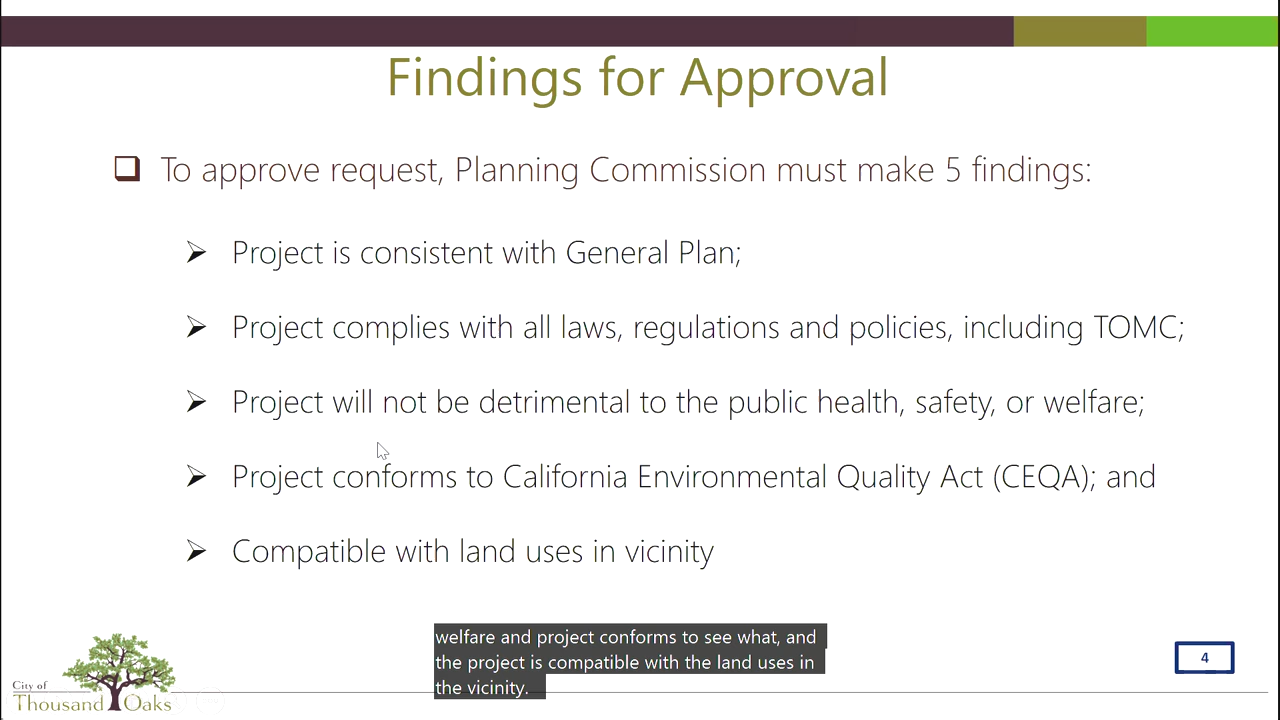 Findings for Approval
To approve request, Planning Commission must make 5 findings:
Project is consistent with General Plan;
Project complies with all laws, regulations and policies, including TOMC;
Project will not be detrimental to the public health, safety, or welfare;
Project conforms to California Environmental Quality Act (CEQA); and
Compatible with land uses in vicinity
welfare and project conforms to see what, and
the project is compatible with the land uses in
the vicinity.
4
City of
Thousand Oaks